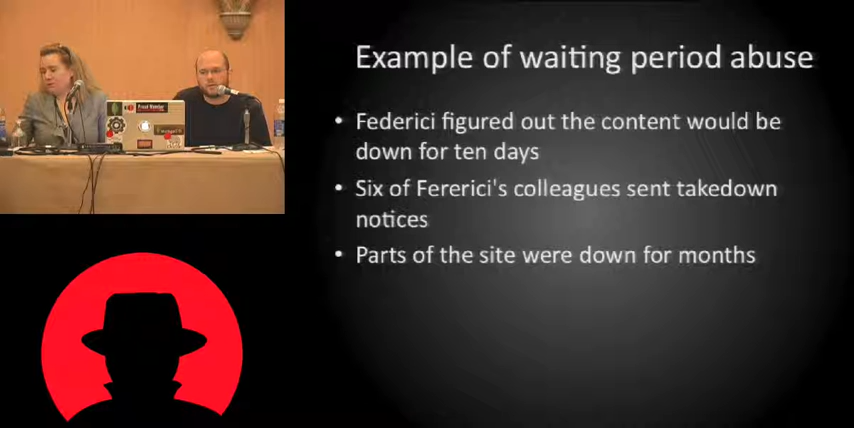 Example of waiting period abuse
• Federici figured out the content would be
down for ten days
• Six of Fererici's colleagues sent takedown
notices
• Parts of the site were down for months